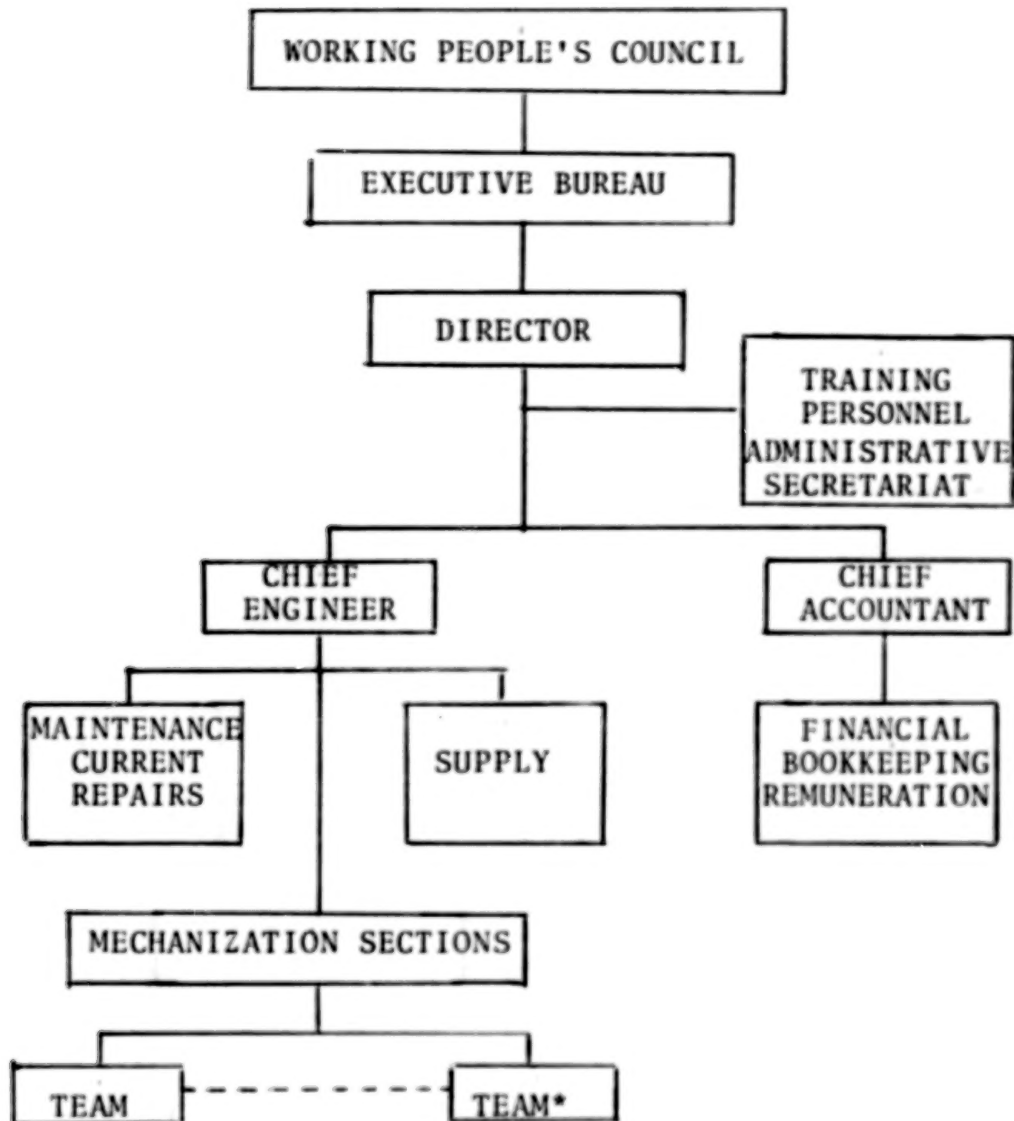 WORKING PEOPLE'S COUNCIL
EXECUTIVE BUREAU
DIRECTOR
TRAINING
PERSONNEL
ADMINISTRATIVE
SECRETARIAT
CHIEF
ENGINEER
CHIEF
ACCOUNTANT
MAINTENANCE
CURRENT
REPAIRS
SUPPLY
FINANCIAL
BOOKKEEPING
REMUNERATION
MECHANIZATION SECTIONS
TEAM
TEAM*